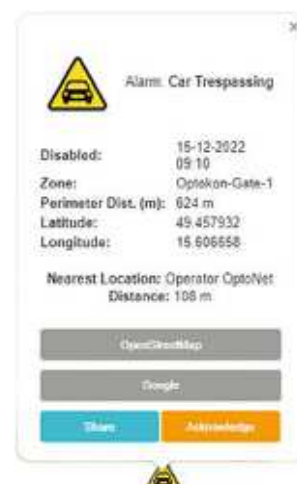 ×
Alarm: Car Trespassing
Disabled: 15-12-2022
09:10
Zone: Optokon-Gate-1
Perimeter Dist. (m): 624 m
Latitude: 49.457932
Longitude: 15.606658
Nearest Location: Operator OptoNet
Distance: 108 m
OpenStreetMap
Google
Share Acknowledge